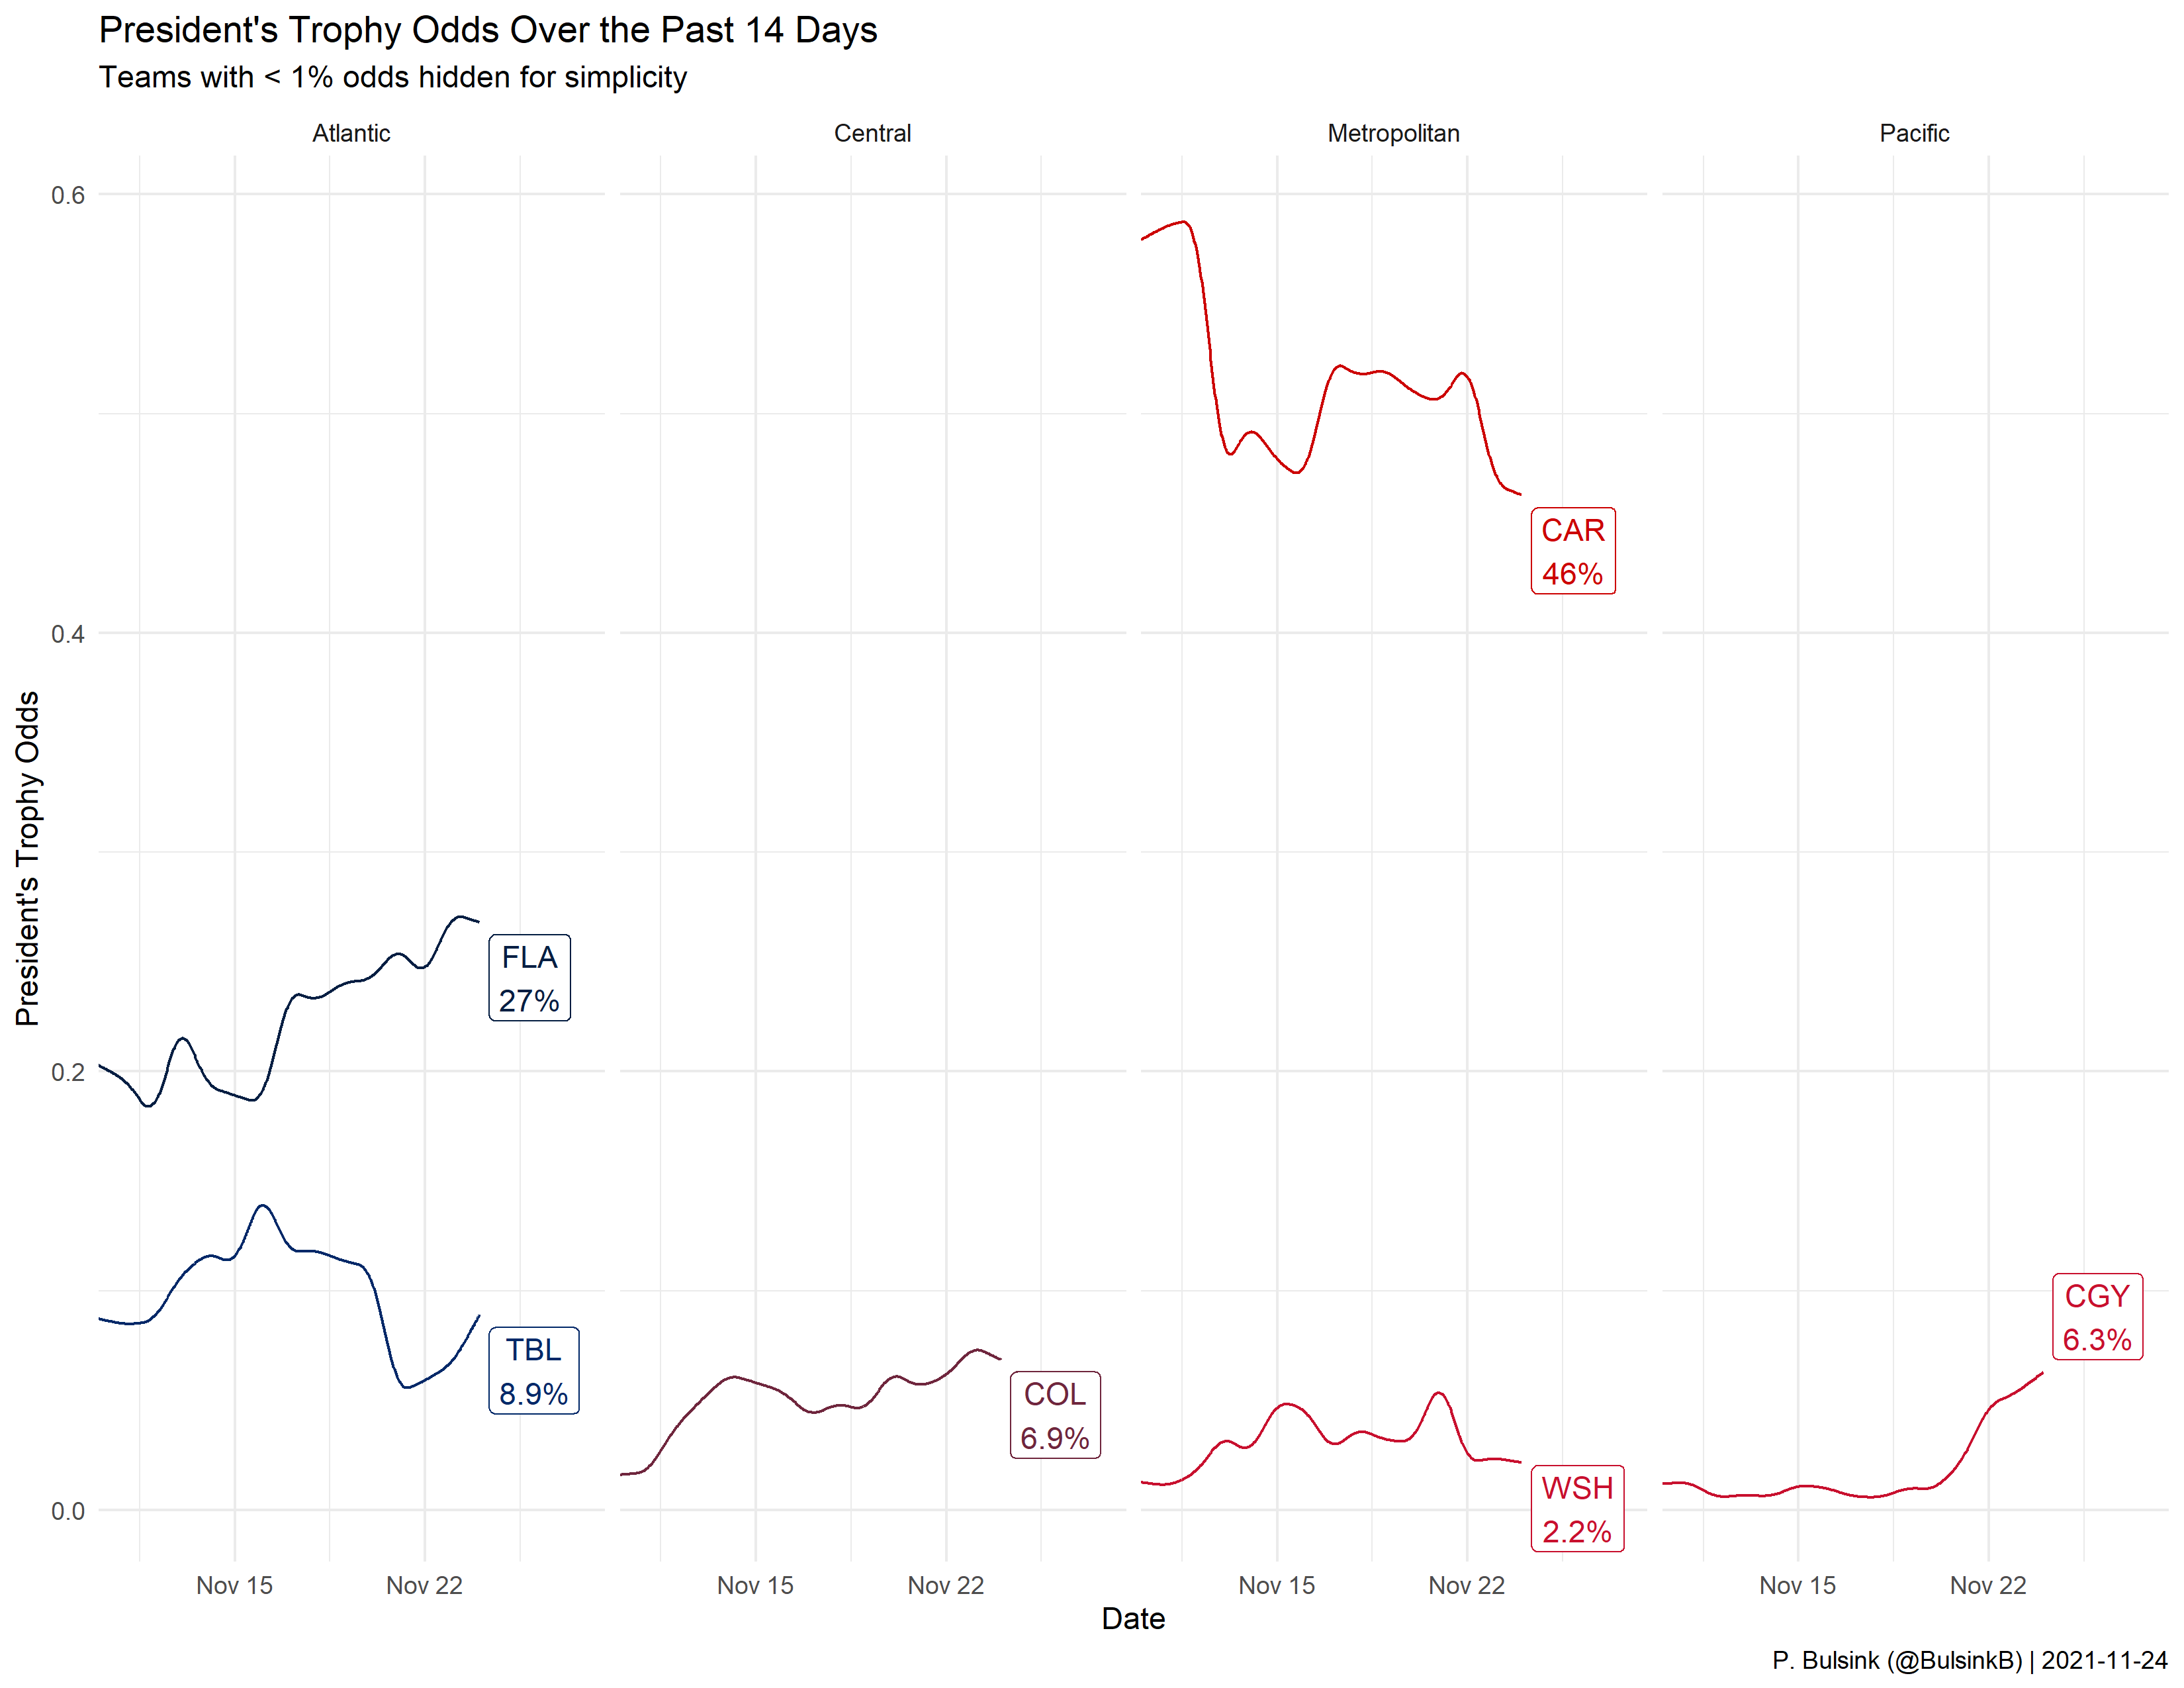 President's Trophy Odds Over the Past 14 Days
Teams with < 1% odds hidden for simplicity
Atlantic
Central
Metropolitan
Pacific
0.6
0.4
0.2
0.0
President's Trophy Odds
FLA
27%
TBL
8.9%
COL
6.9%
CAR
46%
WSH
2.2%
CGY
6.3%
Nov 15
Nov 22
Nov 15
Nov 22
Nov 15
Nov 22
Nov 15
Nov 22
Date
P. Bulsink (@BulsinkB) | 2021-11-24